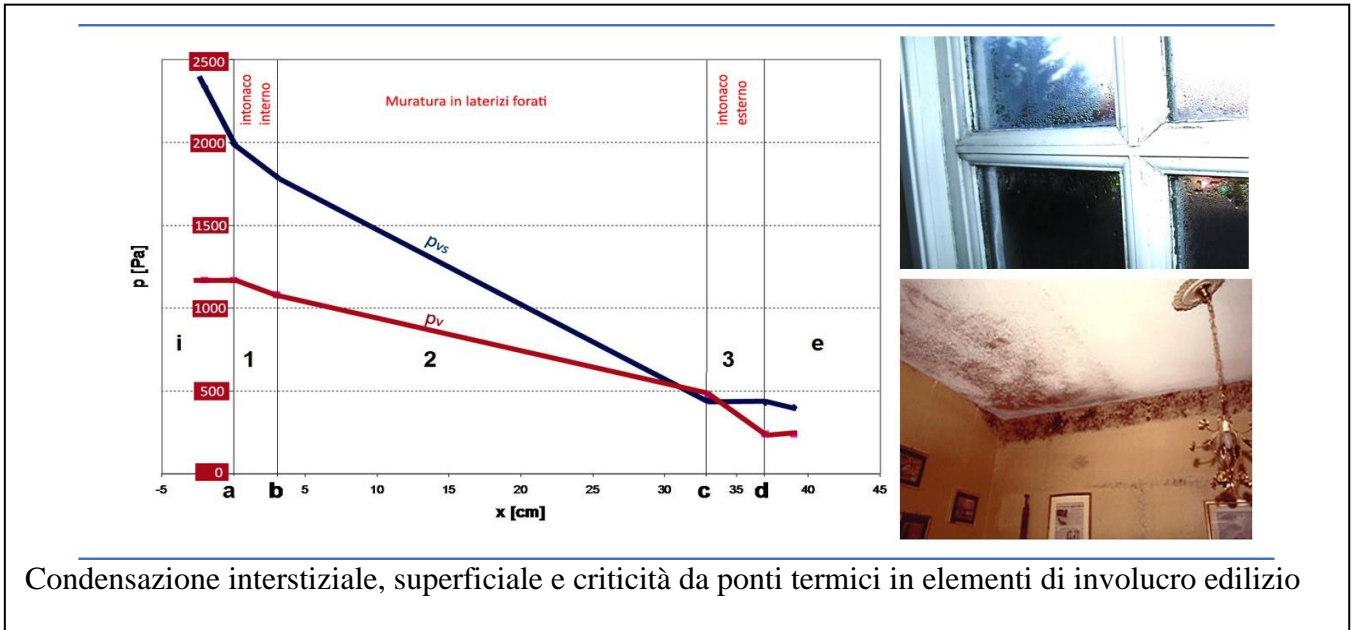 2500
2000
1500
1000
500
0
p [Pa]
intonaco
interno
Muratura in laterizi forati
intonaco
esterno
pvs
pv
i
1
2
3
e
-5
a
b
5
10
15
20
25
30
c
35
d
40
45
x [cm]
Condensazione interstiziale, superficiale e criticità da ponti termici in elementi di involucro edilizio